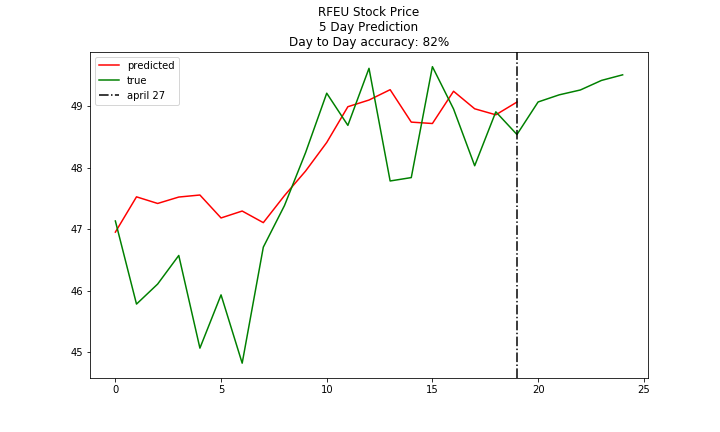 RFEU Stock Price
5 Day Prediction
Day to Day accuracy: 82%
predicted
true
april 27
49
48
47
46
45
0
5
10
15
20
25